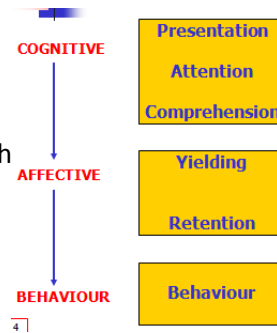 COGNITIVE
Presentation
Attention
Comprehension
h
AFFECTIVE
Yielding
Retention
BEHAVIOUR
Behaviour
4